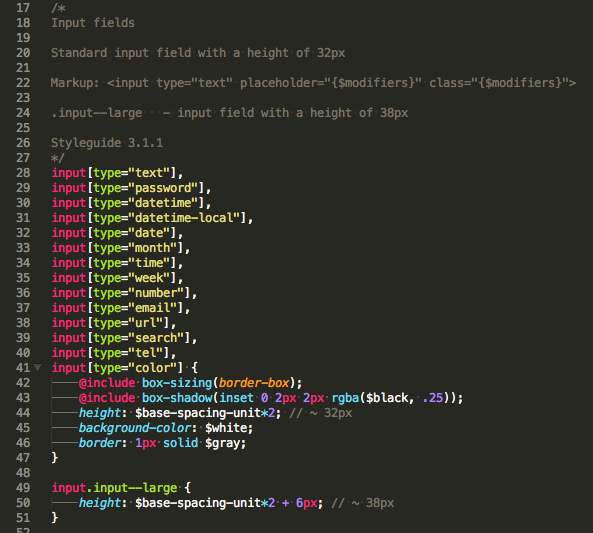 17 /*
18 Input fields
19
20 Standard input field with a height of 32px
21
22 Markup: <input type="text" placeholder="{$modifiers}" class="{$modifiers}">
23
24 .input--large  - input field with a height of 38px
25
26 Styleguide 3.1.1
27 */
28 input[type="text"],
29 input[type="password"],
30 input[type="datetime"],
31 input[type="datetime-local"],
32 input[type="date"],
33 input[type="month"],
34 input[type="time"],
35 input[type="week"],
36 input[type="number"],
37 input[type="email"],
38 input[type="url"],
39 input[type="search"],
40 input[type="tel"],
41 input[type="color"] {
42     @include box-sizing(border-box);
43     @include box-shadow(inset 0 2px 2px rgba($black, .25));
44     height: $base-spacing-unit*2; // ~ 32px
45     background-color: $white;
46     border: 1px solid $gray;
47 }
48
49 input.input--large {
50     height: $base-spacing-unit*2 + 6px; // ~ 38px
51 }
52